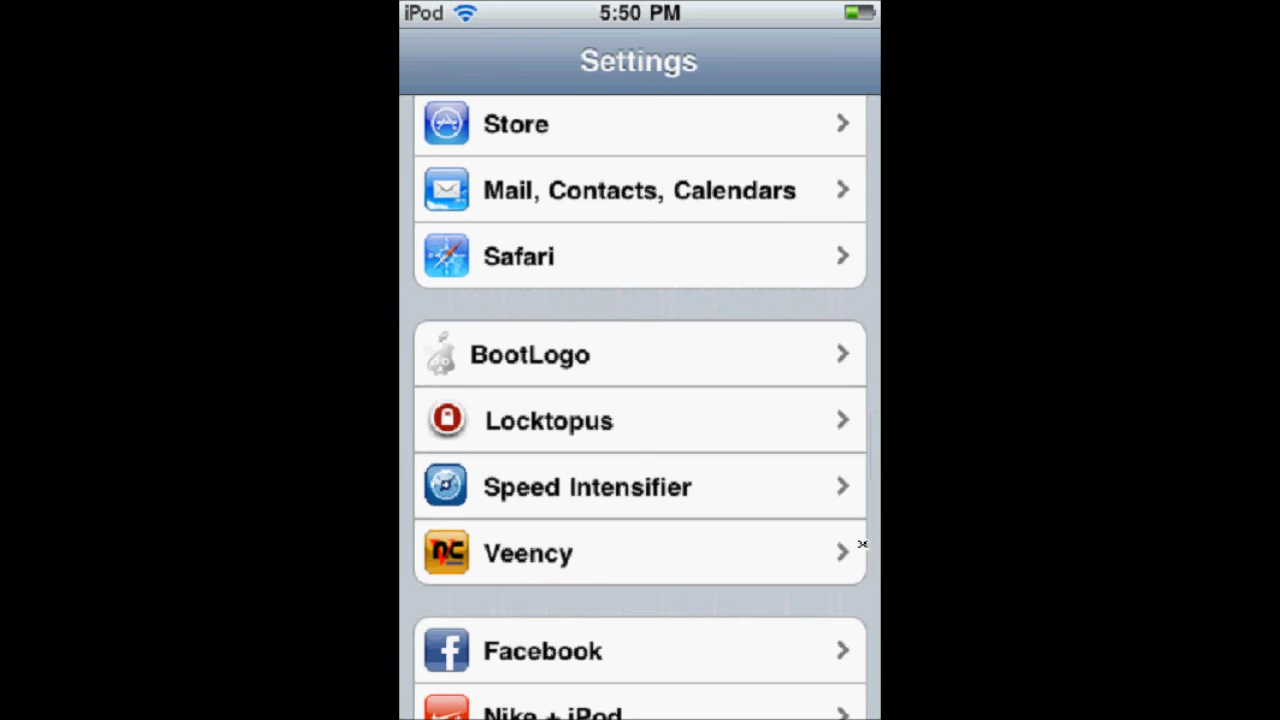 iPod 5:50 PM
Settings
Store
Mail, Contacts, Calendars
Safari
BootLogo
Locktopus
Speed Intensifier
Veency
Facebook
Nike + iPod